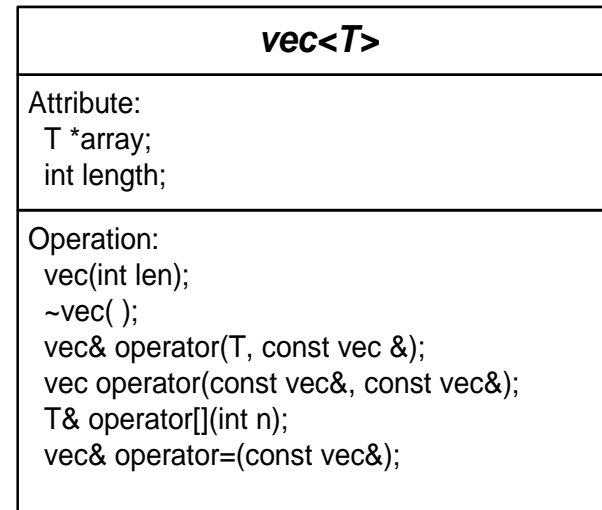 vec<T>
Attribute:
T *array;
int length;
Operation:
vec(int len);
~vec( );
vec& operator(T, const vec &);
vec operator(const vec&, const vec&);
T& operator[](int n);
vec& operator=(const vec&);